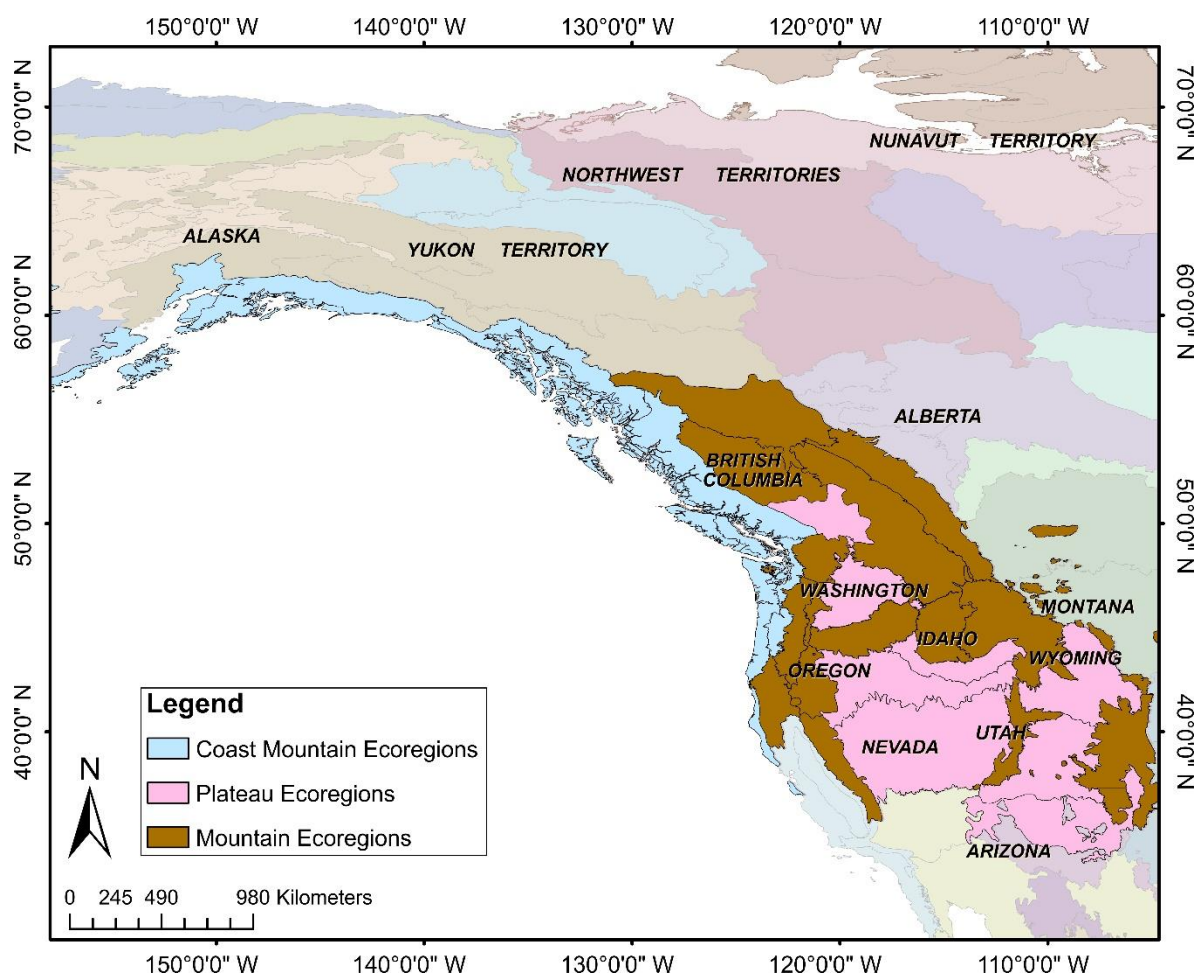 150°0'0" W 140°0'0" W 130°0'0" W 120°0'0" W 110°0'0" W
70°0'0" N
70°0'0" N
NUNAVUT TERRITORY
NORTHWEST TERRITORIES
ALASKA
YUKON TERRITORY
60°0'0" N
60°0'0" N
ALBERTA
BRITISH
COLUMBIA
50°0'0" N
50°0'0" N
WASHINGTON
MONTANA
IDAHO
WYOMING
OREGON
40°0'0" N
40°0'0" N
UTAH
NEVADA
ARIZONA
Legend
Coast Mountain Ecoregions
Plateau Ecoregions
Mountain Ecoregions
N
0 245 490 980 Kilometers
150°0'0" W 140°0'0" W 130°0'0" W 120°0'0" W 110°0'0" W